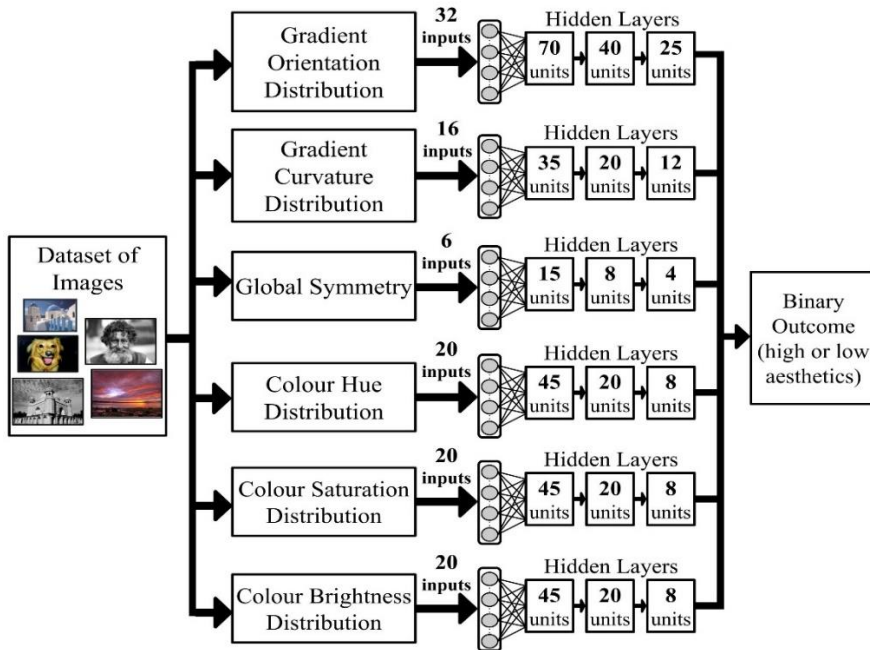 Dataset of
Images
Gradient
Orientation
Distribution
32
inputs
Hidden Layers
70
units
40
units
25
units
Gradient
Curvature
Distribution
16
inputs
Hidden Layers
35
units
20
units
12
units
Global Symmetry
6
inputs
Hidden Layers
15
units
8
units
4
units
Colour Hue
Distribution
20
inputs
Hidden Layers
45
units
20
units
8
units
Colour Saturation
Distribution
20
inputs
Hidden Layers
45
units
20
units
8
units
Colour Brightness
Distribution
20
inputs
Hidden Layers
45
units
20
units
8
units
Binary
Outcome
(high or low
aesthetics)